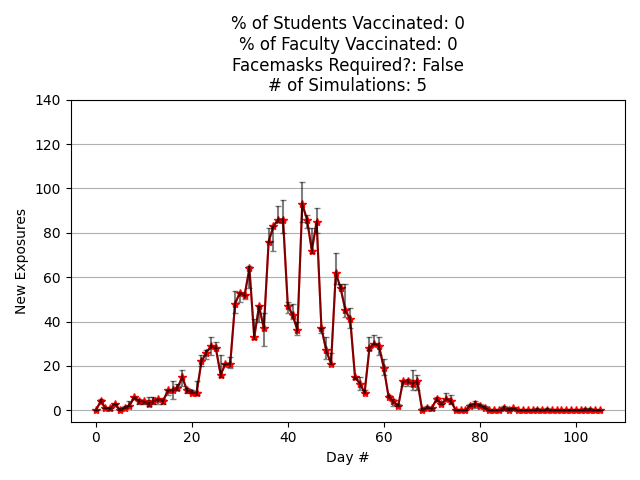 % of Students Vaccinated: 0
% of Faculty Vaccinated: 0
Facemasks Required?: False
# of Simulations: 5
140
120
100
80
60
40
20
0
New Exposures
0 20 40 60 80 100
Day #